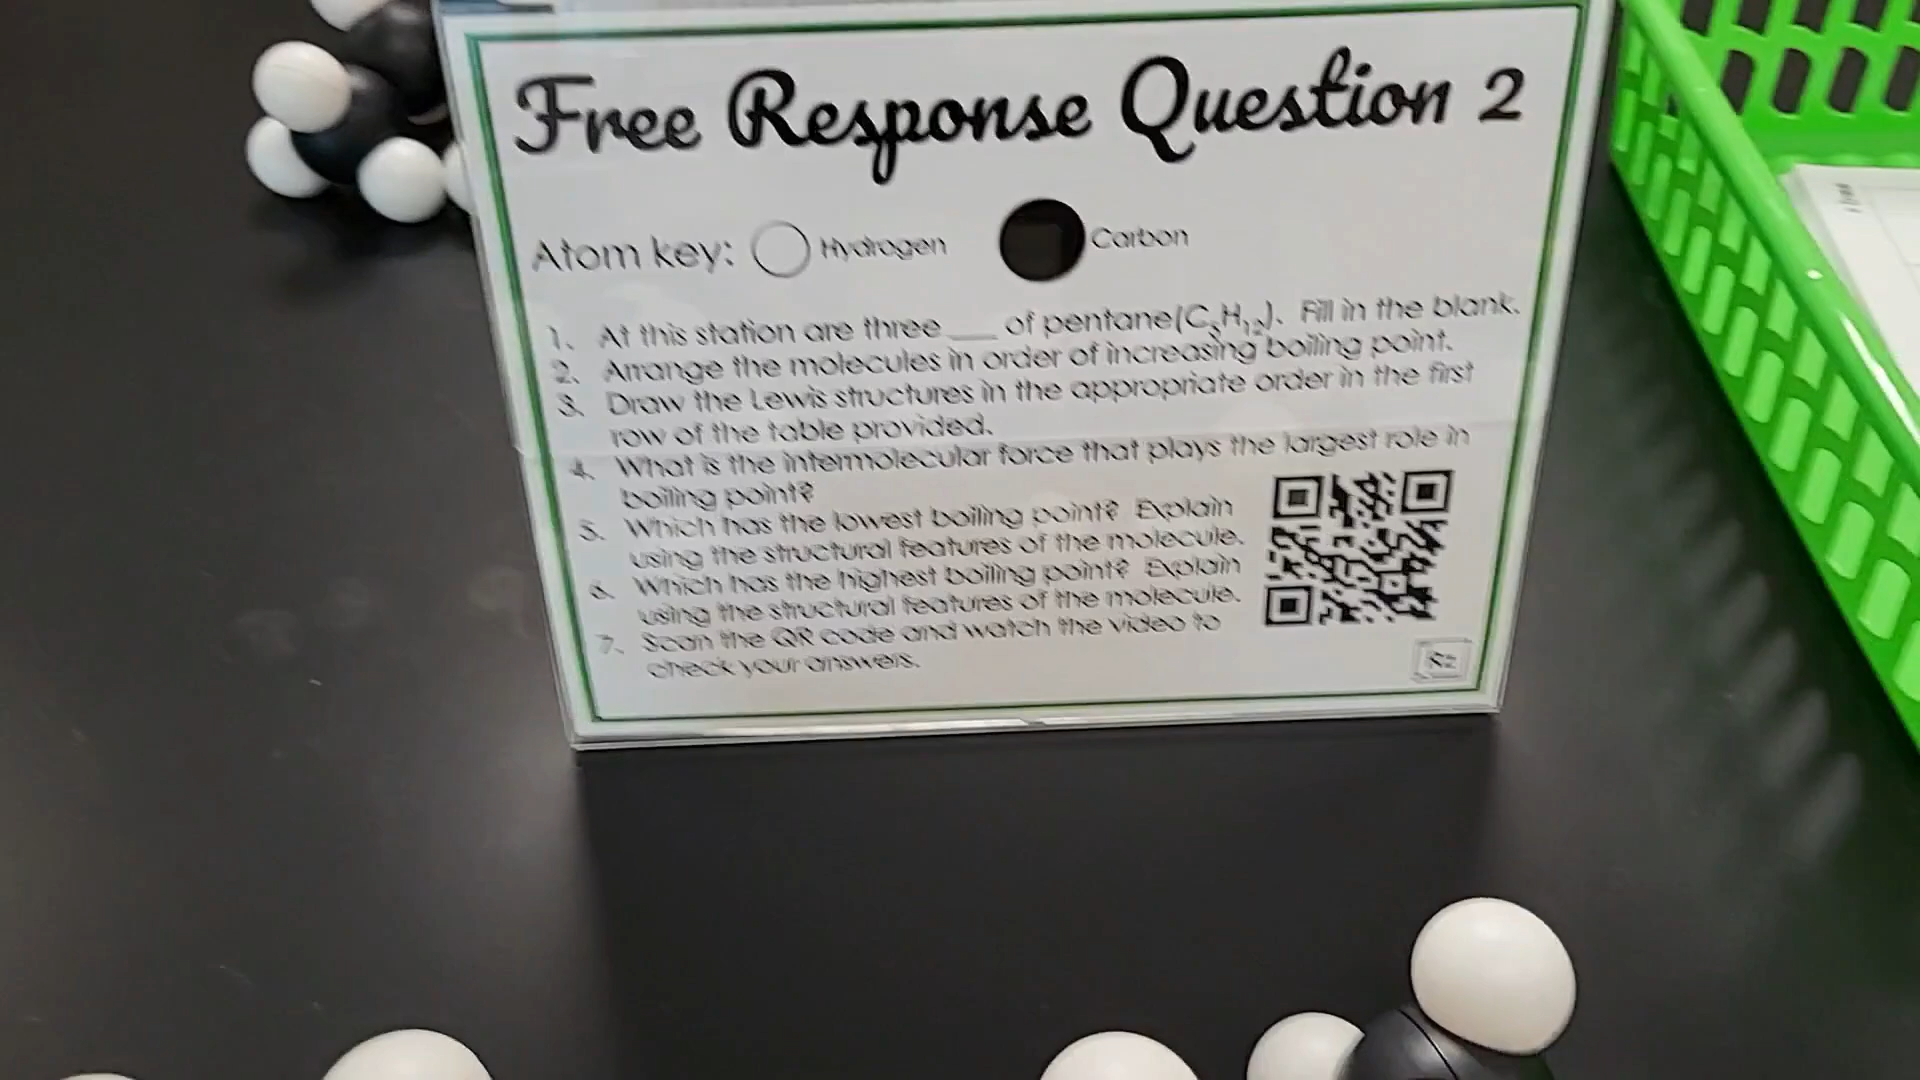 Free Response Question 2
Atom key: Hydrogen Carbon
1. At this station are three ___ of pentane(C₅H₁₂). Fill in the blank.
2. Arrange the molecules in order of increasing boiling point.
3. Draw the Lewis structures in the appropriate order in the first
row of the table provided.
4. What is the intermolecular force that plays the largest role in
boiling point?
5. Which has the lowest boiling point? Explain
using the structural features of the molecule.
6. Which has the highest boiling point? Explain
using the structural features of the molecule.
7. Scan the QR code and watch the video to
check your answers.